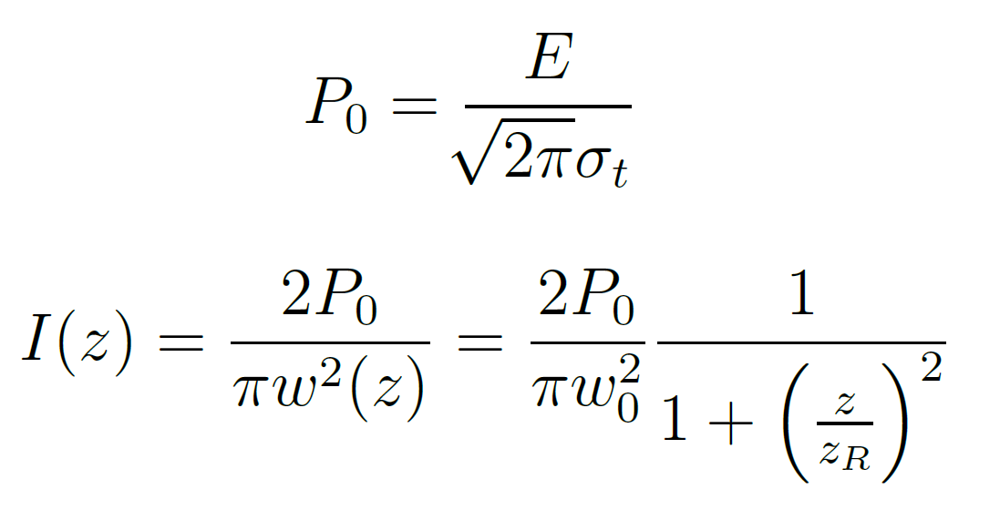 P_0 = \frac{E}{\sqrt{2\pi}\sigma_t}
I(z) = \frac{2P_0}{\pi w^2(z)} = \frac{2P_0}{\pi w_0^2} \frac{1}{1 + \left(\frac{z}{z_R}\right)^2}